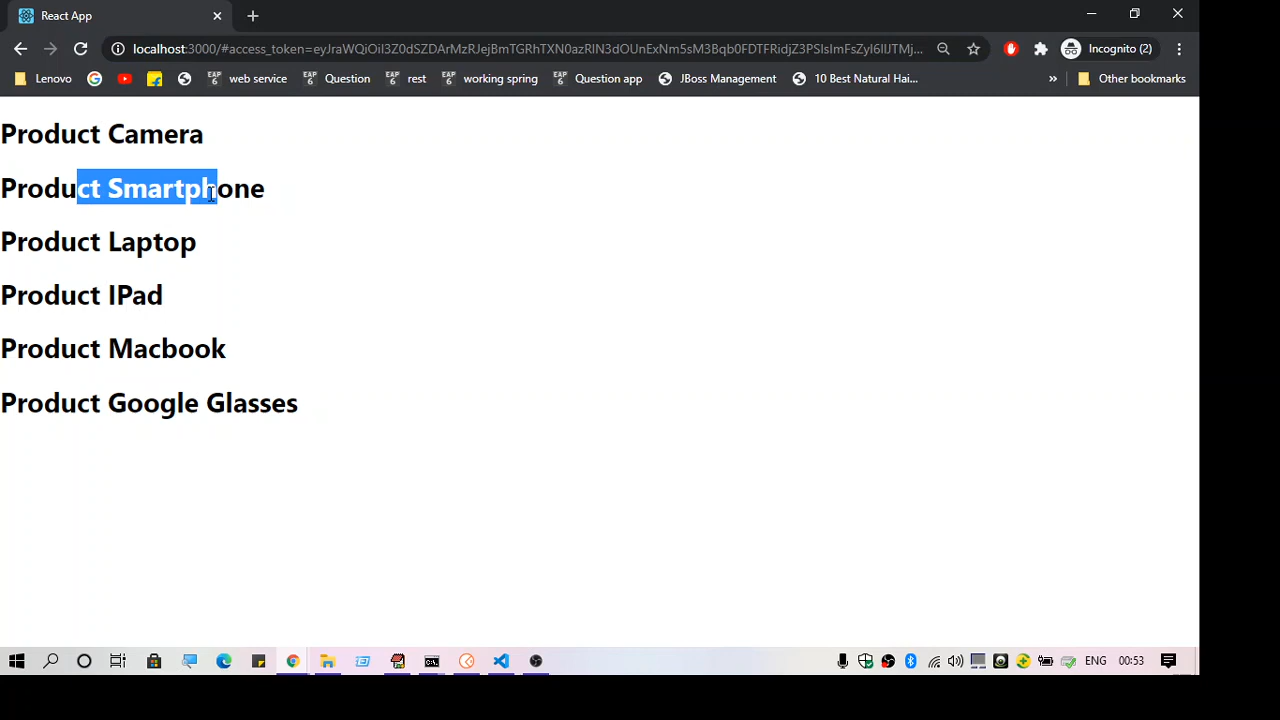 React App
localhost:3000/#access_token=eyJraWQiOiI3Z0dSZDArMzRJejBmTGRhTXN0azRIN3dOUnExNm5sM3Bqb0FDTFRidjZ3PSIsImFsZyI6IlJTMj...
Incognito (2)
Lenovo
web service
Question
rest
working spring
Question app
JBoss Management
10 Best Natural Hai...
»
Other bookmarks
Product Camera
Product Smartphone
Product Laptop
Product IPad
Product Macbook
Product Google Glasses
ENG
00:53